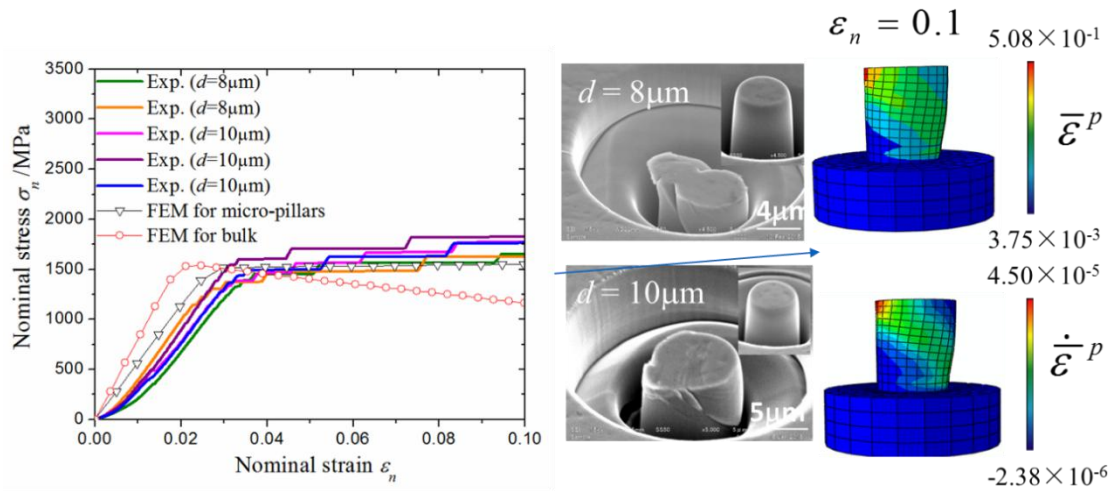 3500
3000
2500
2000
1500
1000
500
0
Nominal stress σn /MPa
Exp. (d=8μm)
Exp. (d=8μm)
Exp. (d=10μm)
Exp. (d=10μm)
Exp. (d=10μm)
FEM for micro-pillars
FEM for bulk
0.00 0.02 0.04 0.06 0.08 0.10
Nominal strain εn
d = 8μm
4μm
d = 10μm
5μm
εn = 0.1
5.08×10⁻¹
ε̅ᵖ
3.75×10⁻³
4.50×10⁻⁵
ε̅̇ᵖ
-2.38×10⁻⁶